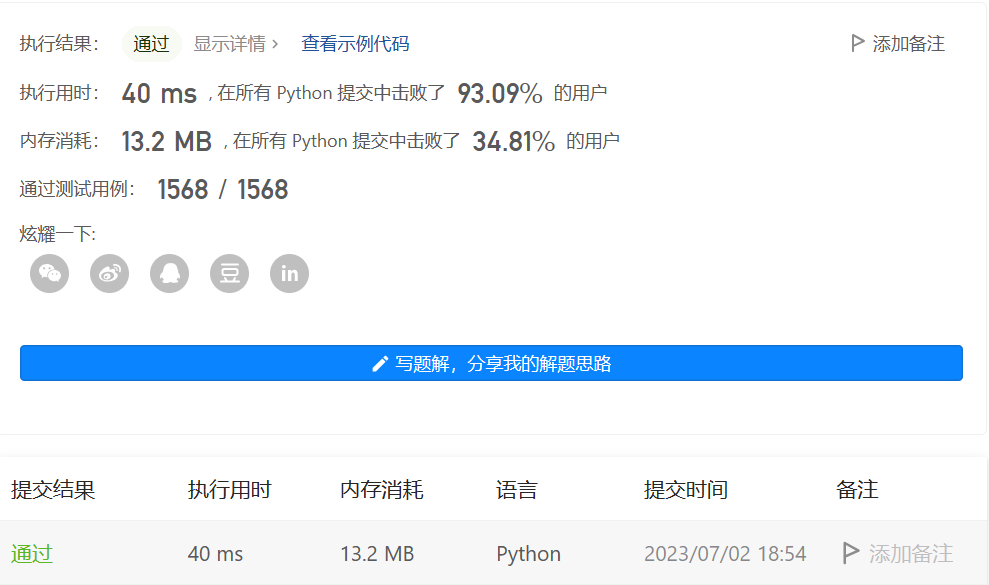 执行结果： 通过 显示详情 › 查看示例代码 添加备注
执行用时： 40 ms , 在所有 Python 提交中击败了 93.09% 的用户
内存消耗： 13.2 MB , 在所有 Python 提交中击败了 34.81% 的用户
通过测试用例： 1568 / 1568
炫耀一下:
豆 in
写题解，分享我的解题思路
提交结果 执行用时 内存消耗 语言 提交时间 备注
通过 40 ms 13.2 MB Python 2023/07/02 18:54 添加备注